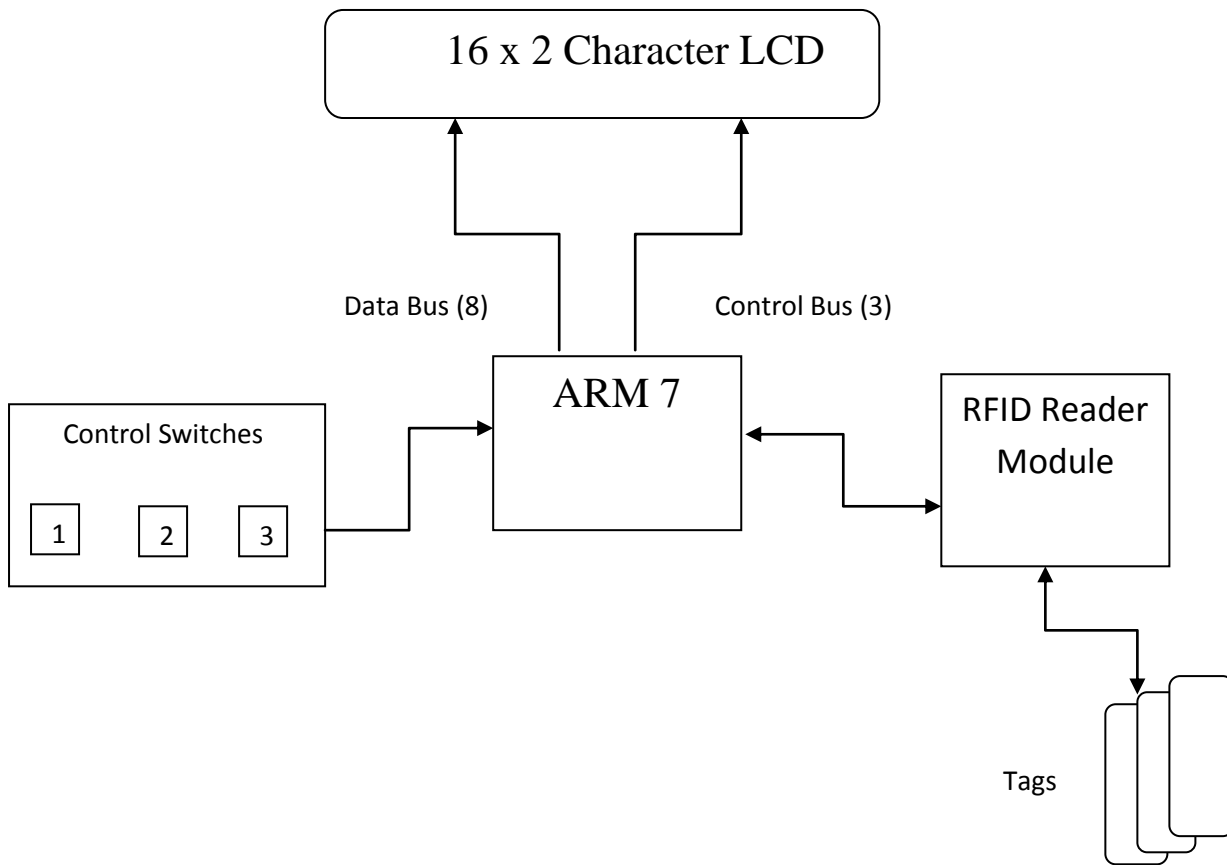 16 x 2 Character LCD
Data Bus (8)
Control Bus (3)
ARM 7
Control Switches
1
2
3
RFID Reader
Module
Tags